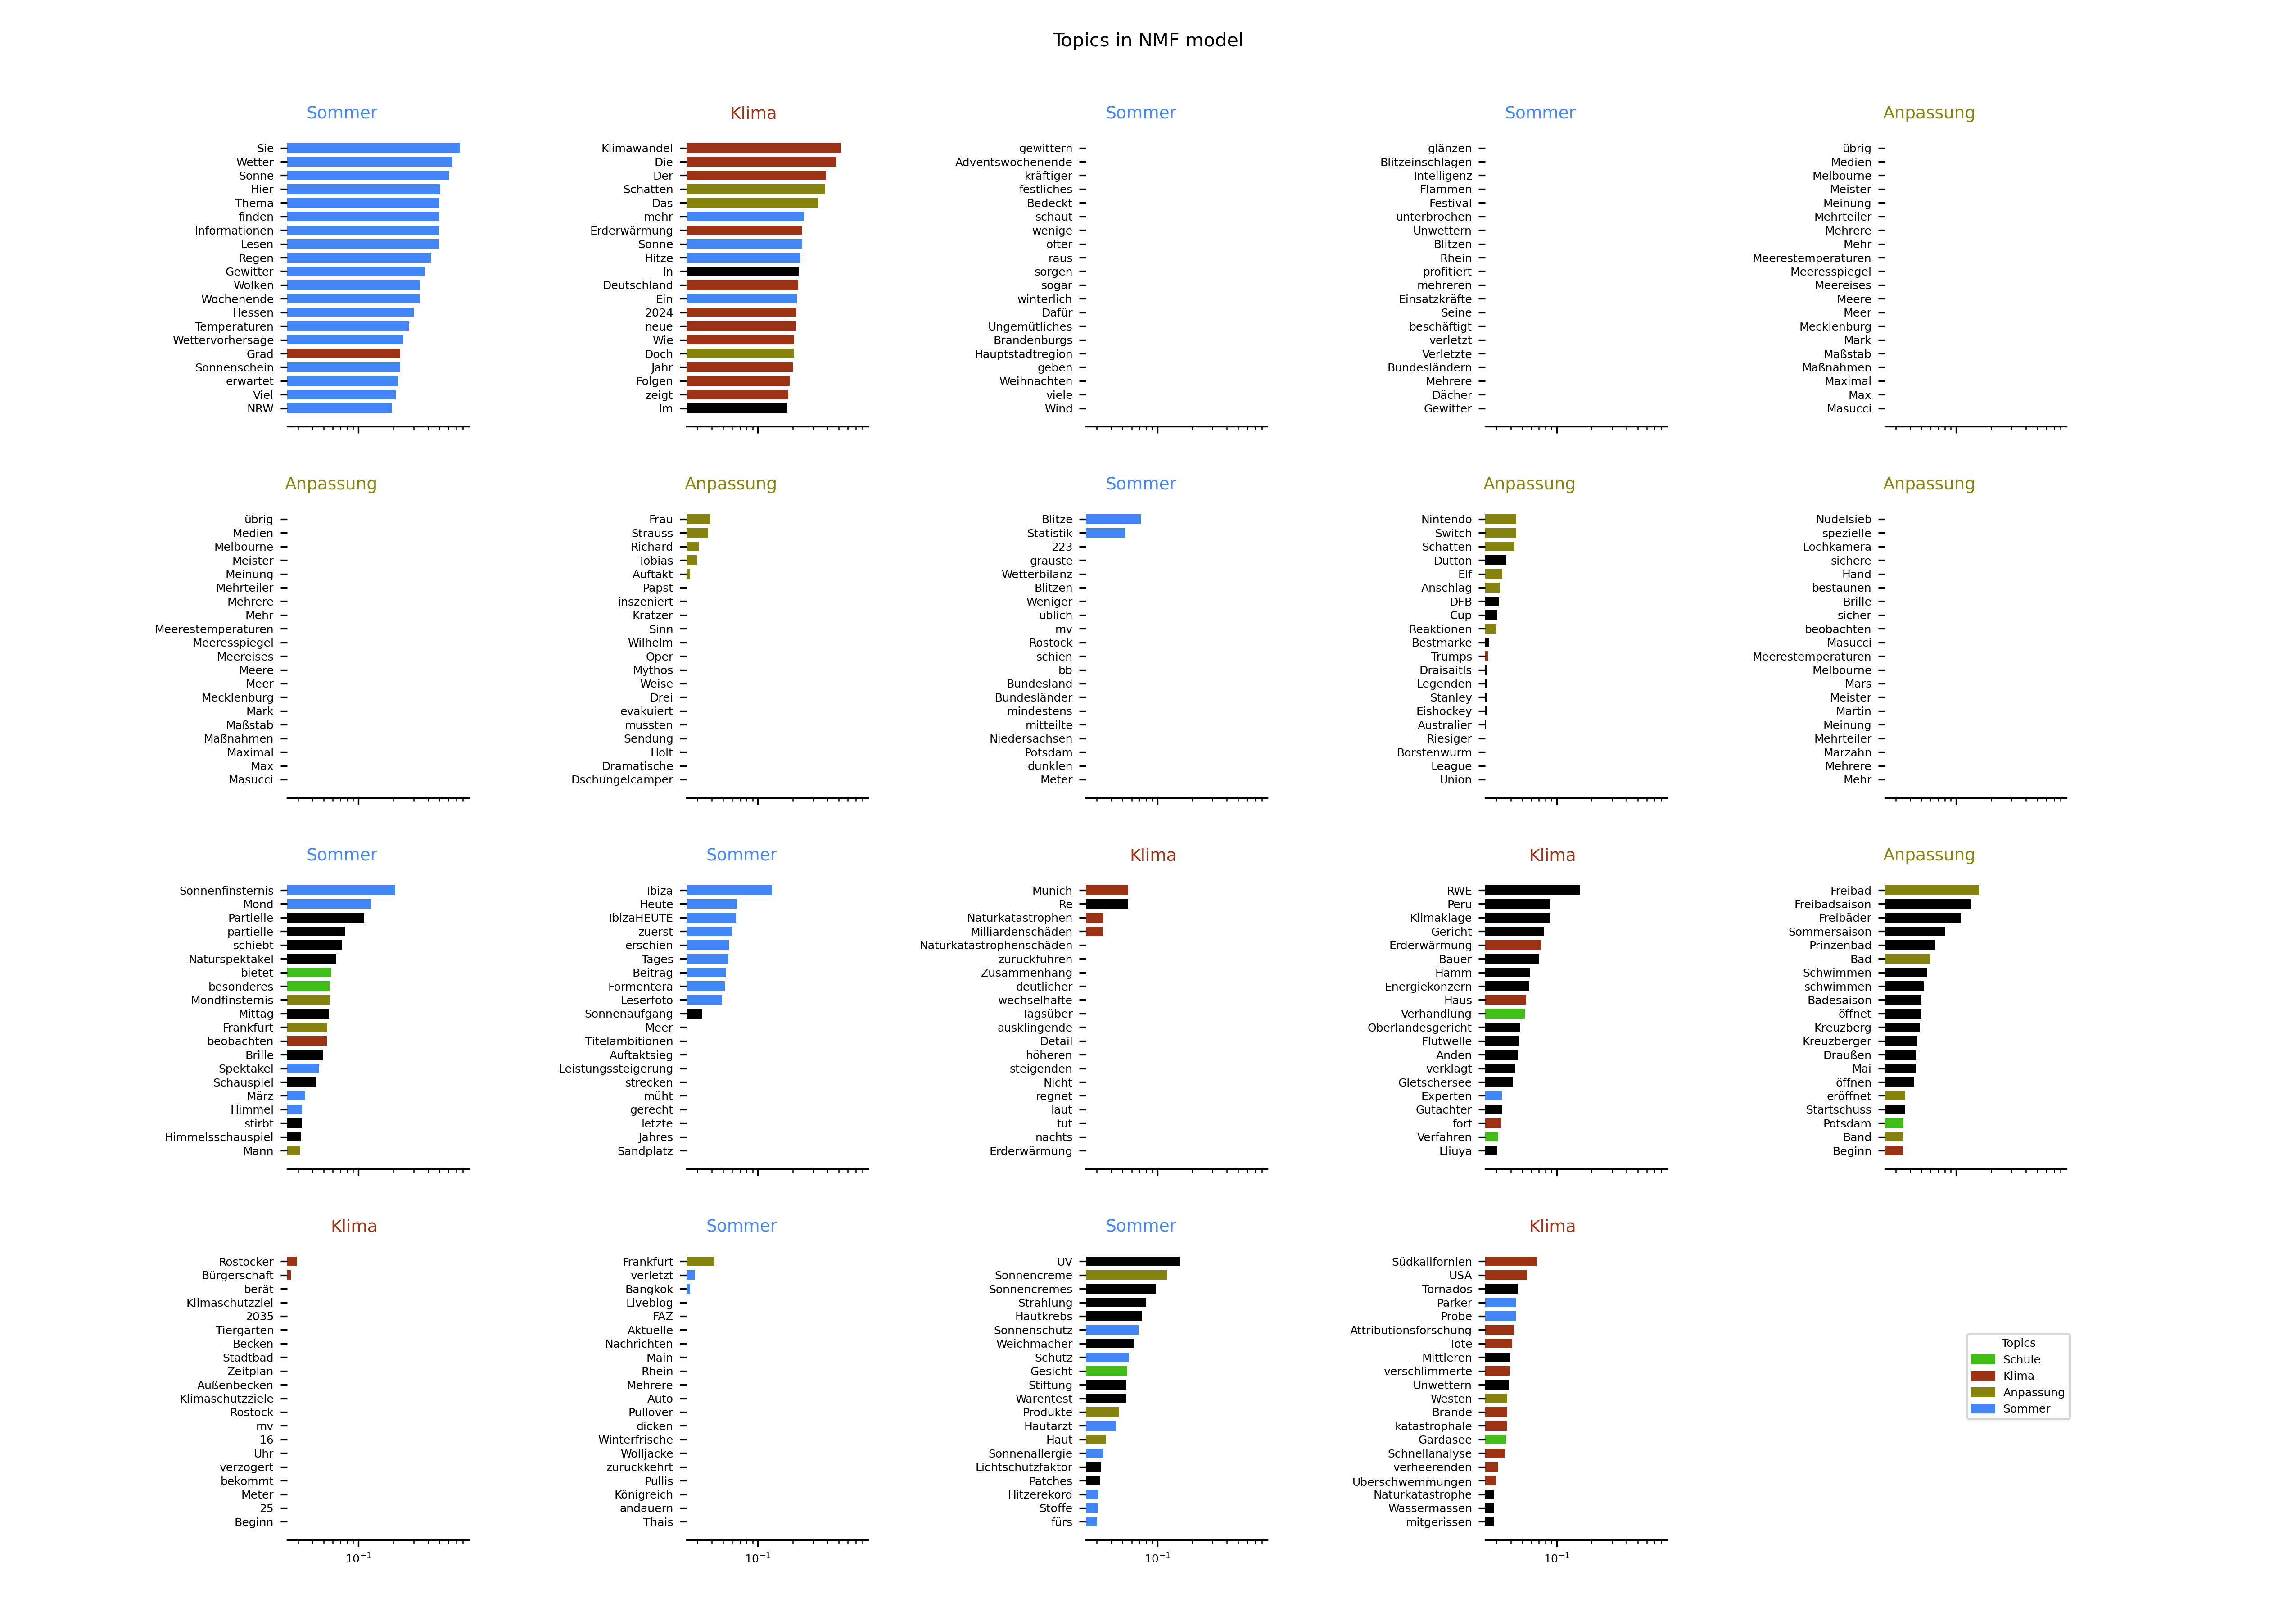 Topics in NMF model
Sommer
Sie
Wetter
Sonne
Hier
Thema
finden
Informationen
Lesen
Regen
Gewitter
Wolken
Wochenende
Hessen
Temperaturen
Wettervorhersage
Grad
Sonnenschein
erwartet
Viel
NRW
Klima
Klimawandel
Die
Der
Schatten
Das
mehr
Erderwärmung
Sonne
Hitze
In
Deutschland
Ein
2024
neue
Wie
Doch
Jahr
Folgen
zeigt
Im
Sommer
gewittern
Adventswochenende
kräftiger
festliches
Bedeckt
schaut
wenige
öfter
raus
sorgen
sogar
winterlich
Dafür
Ungemütliches
Brandenburgs
Hauptstadtregion
geben
Weihnachten
viele
Wind
Sommer
glänzen
Blitzeinschlägen
Intelligenz
Flammen
Festival
unterbrochen
Unwettern
Blitzen
Rhein
profitiert
mehreren
Einsatzkräfte
Seine
beschäftigt
verletzt
Verletzte
Bundesländern
Mehrere
Dächer
Gewitter
Anpassung
übrig
Medien
Melbourne
Meister
Meinung
Mehrteiler
Mehrere
Mehr
Meerestemperaturen
Meeresspiegel
Meereises
Meere
Meer
Mecklenburg
Mark
Maßstab
Maßnahmen
Maximal
Max
Masucci
Anpassung
übrig
Medien
Melbourne
Meister
Meinung
Mehrteiler
Mehrere
Mehr
Meerestemperaturen
Meeresspiegel
Meereises
Meere
Meer
Mecklenburg
Mark
Maßstab
Maßnahmen
Maximal
Max
Masucci
Anpassung
Frau
Strauss
Richard
Tobias
Auftakt
Papst
inszeniert
Kratzer
Sinn
Wilhelm
Oper
Mythos
Weise
Drei
evakuiert
mussten
Sendung
Holt
Dramatische
Dschungelcamper
Sommer
Blitze
Statistik
223
grauste
Wetterbilanz
Blitzen
Weniger
üblich
mv
Rostock
schien
bb
Bundesland
Bundesländer
mindestens
mitteilte
Niedersachsen
Potsdam
dunklen
Meter
Anpassung
Nintendo
Switch
Schatten
Dutton
Elf
Anschlag
DFB
Cup
Reaktionen
Bestmarke
Trumps
Draisaitls
Legenden
Stanley
Eishockey
Australier
Riesiger
Borstenwurm
League
Union
Anpassung
Nudelsieb
spezielle
Lochkamera
sichere
Hand
bestaunen
Brille
sicher
beobachten
Masucci
Meerestemperaturen
Melbourne
Mars
Meister
Martin
Meinung
Mehrteiler
Marzahn
Mehrere
Mehr
Sommer
Sonnenfinsternis
Mond
Partielle
partielle
schiebt
Naturspektakel
bietet
besonderes
Mondfinsternis
Mittag
Frankfurt
beobachten
Brille
Spektakel
Schauspiel
März
Himmel
stirbt
Himmelsschauspiel
Mann
Sommer
Ibiza
Heute
IbizaHEUTE
zuerst
erschien
Tages
Beitrag
Formentera
Leserfoto
Sonnenaufgang
Meer
Titelambitionen
Auftaktsieg
Leistungssteigerung
strecken
müht
gerecht
letzte
Jahres
Sandplatz
Klima
Munich
Re
Naturkatastrophen
Milliardenschäden
Naturkatastrophenschäden
zurückführen
Zusammenhang
deutlicher
wechselhafte
Tagsüber
ausklingende
Detail
höheren
steigenden
Nicht
regnet
laut
tut
nachts
Erderwärmung
Klima
RWE
Peru
Klimaklage
Gericht
Erderwärmung
Bauer
Hamm
Energiekonzern
Haus
Verhandlung
Oberlandesgericht
Flutwelle
Anden
verklagt
Gletschersee
Experten
Gutachter
fort
Verfahren
Lliuya
Anpassung
Freibad
Freibadsaison
Freibäder
Sommersaison
Prinzenbad
Bad
Schwimmen
schwimmen
Badesaison
öffnet
Kreuzberg
Kreuzberger
Draußen
Mai
öffnen
eröffnet
Startschuss
Potsdam
Band
Beginn
Klima
Rostocker
Bürgerschaft
berät
Klimaschutzziel
2035
Tiergarten
Becken
Stadtbad
Zeitplan
Außenbecken
Klimaschutzziele
Rostock
mv
16
Uhr
verzögert
bekommt
Meter
25
Beginn
10⁻¹
Sommer
Frankfurt
verletzt
Bangkok
Liveblog
FAZ
Aktuelle
Nachrichten
Main
Rhein
Mehrere
Auto
Pullover
dicken
Winterfrische
Wolljacke
zurückkehrt
Pullis
Königreich
andauern
Thais
10⁻¹
Sommer
UV
Sonnencreme
Sonnencremes
Strahlung
Hautkrebs
Sonnenschutz
Weichmacher
Schutz
Gesicht
Stiftung
Warentest
Produkte
Hautarzt
Haut
Sonnenallergie
Lichtschutzfaktor
Patches
Hitzerekord
Stoffe
fürs
10⁻¹
Klima
Südkalifornien
USA
Tornados
Parker
Probe
Attributionsforschung
Tote
Mittleren
verschlimmerte
Unwettern
Westen
Brände
katastrophale
Gardasee
Schnellanalyse
verheerenden
Überschwemmungen
Naturkatastrophe
Wassermassen
mitgerissen
10⁻¹
Topics
Schule
Klima
Anpassung
Sommer